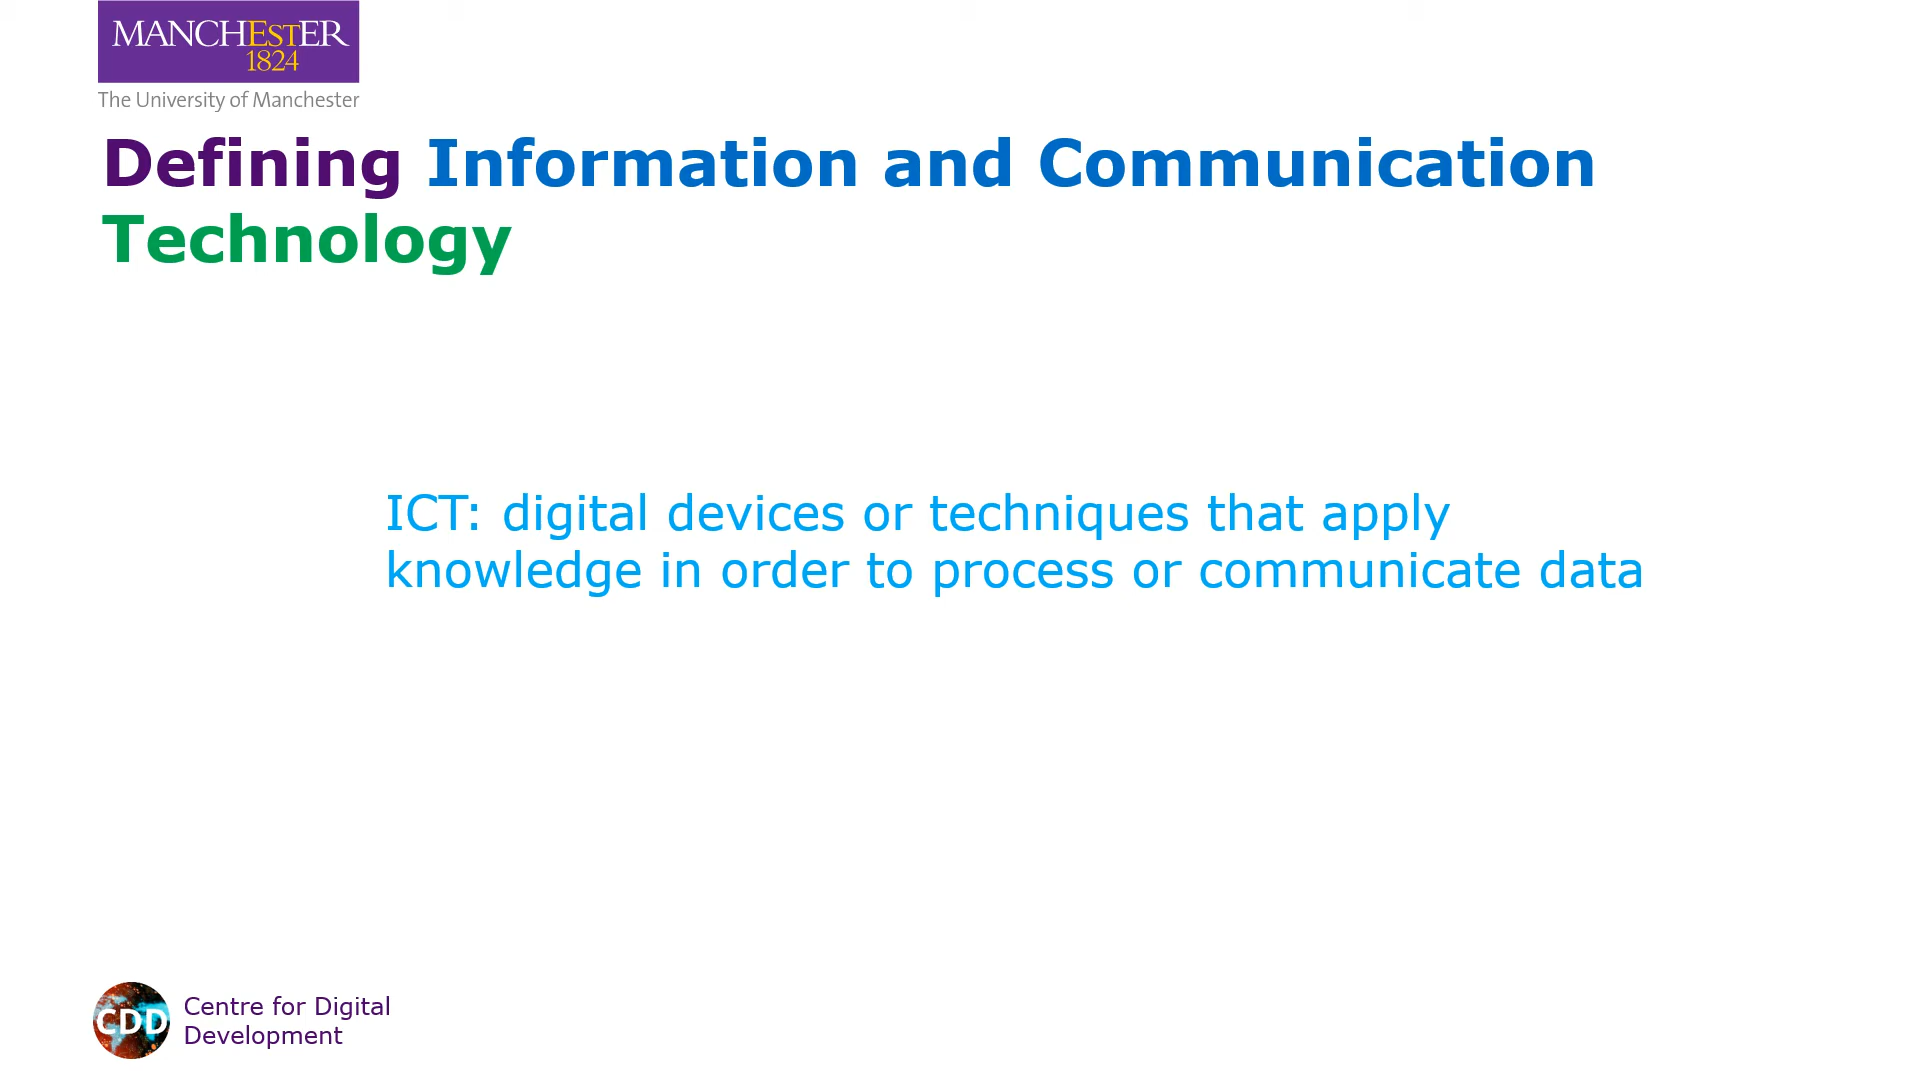 MANCHESTER
1824
The University of Manchester
Defining Information and Communication
Technology
ICT: digital devices or techniques that apply
knowledge in order to process or communicate data
CDD
Centre for Digital
Development